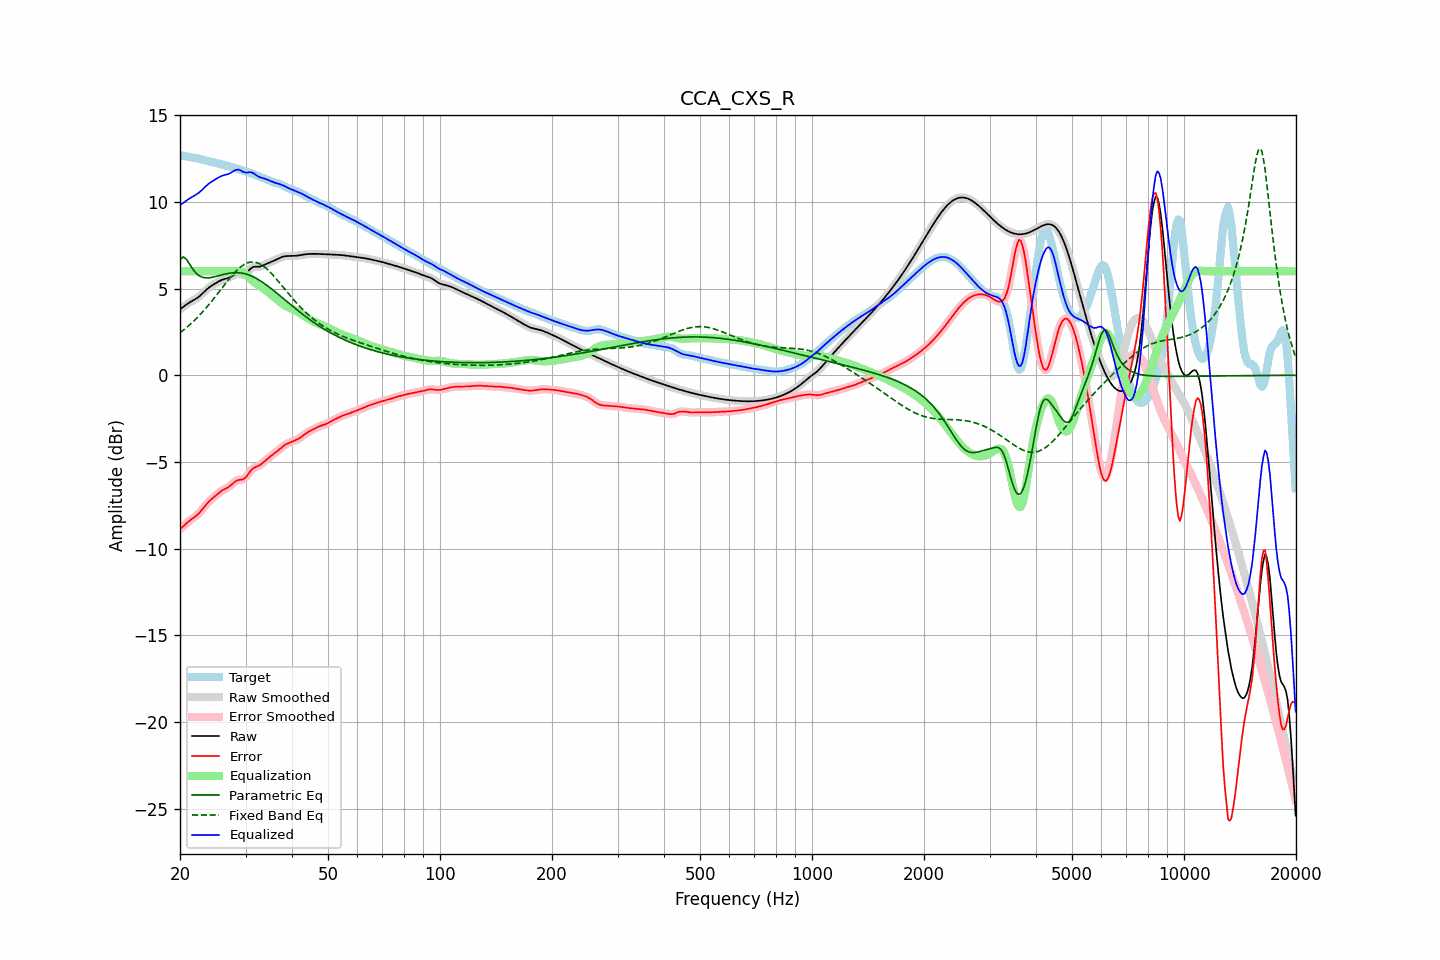 CCA_CXS_R
Amplitude (dBr)
15
10
5
0
−5
−10
−15
−20
−25
Target
Raw Smoothed
Error Smoothed
Raw
Error
Equalization
Parametric Eq
Fixed Band Eq
Equalized
20 50 100 200 500 1000 2000 5000 10000 20000
Frequency (Hz)